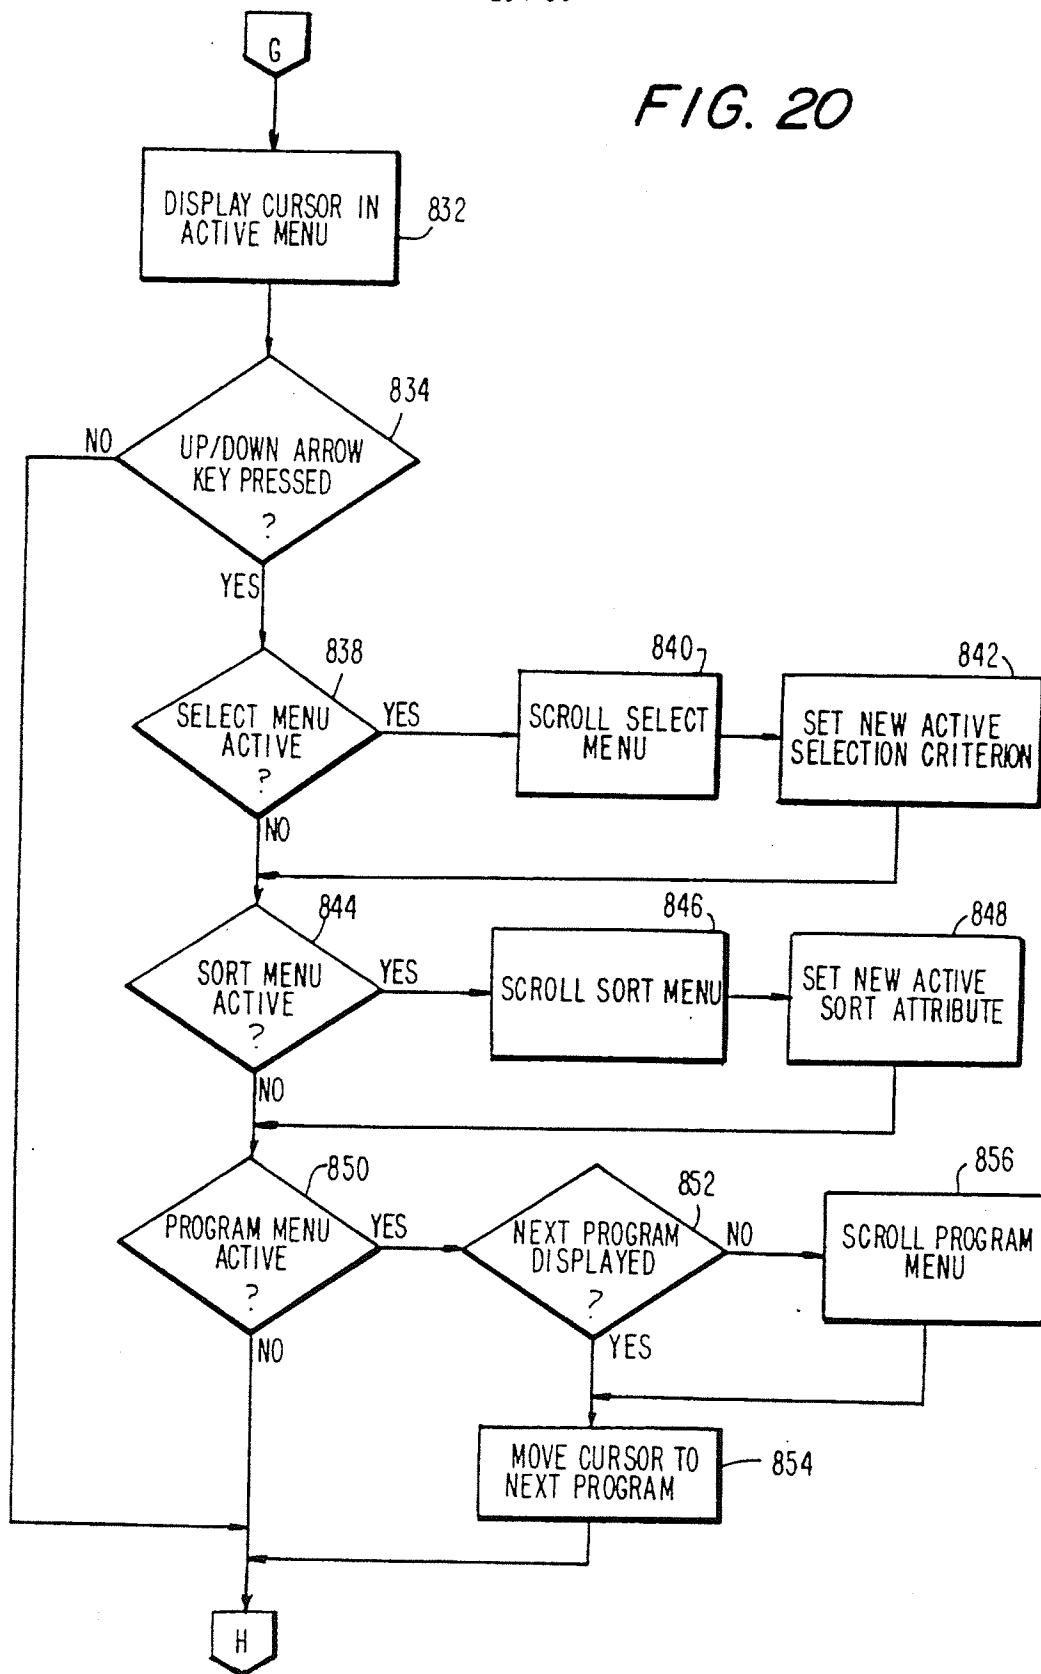 G
FIG. 20
DISPLAY CURSOR IN
ACTIVE MENU
832
834
NO
UP/DOWN ARROW
KEY PRESSED
?
YES
838
SELECT MENU
ACTIVE
?
YES
840
SCROLL SELECT
MENU
842
SET NEW ACTIVE
SELECTION CRITERION
NO
844
SORT MENU
ACTIVE
?
YES
846
SCROLL SORT MENU
848
SET NEW ACTIVE
SORT ATTRIBUTE
NO
850
PROGRAM MENU
ACTIVE
?
YES
852
NEXT PROGRAM
DISPLAYED
?
NO
856
SCROLL PROGRAM
MENU
NO
YES
MOVE CURSOR TO
NEXT PROGRAM
854
H